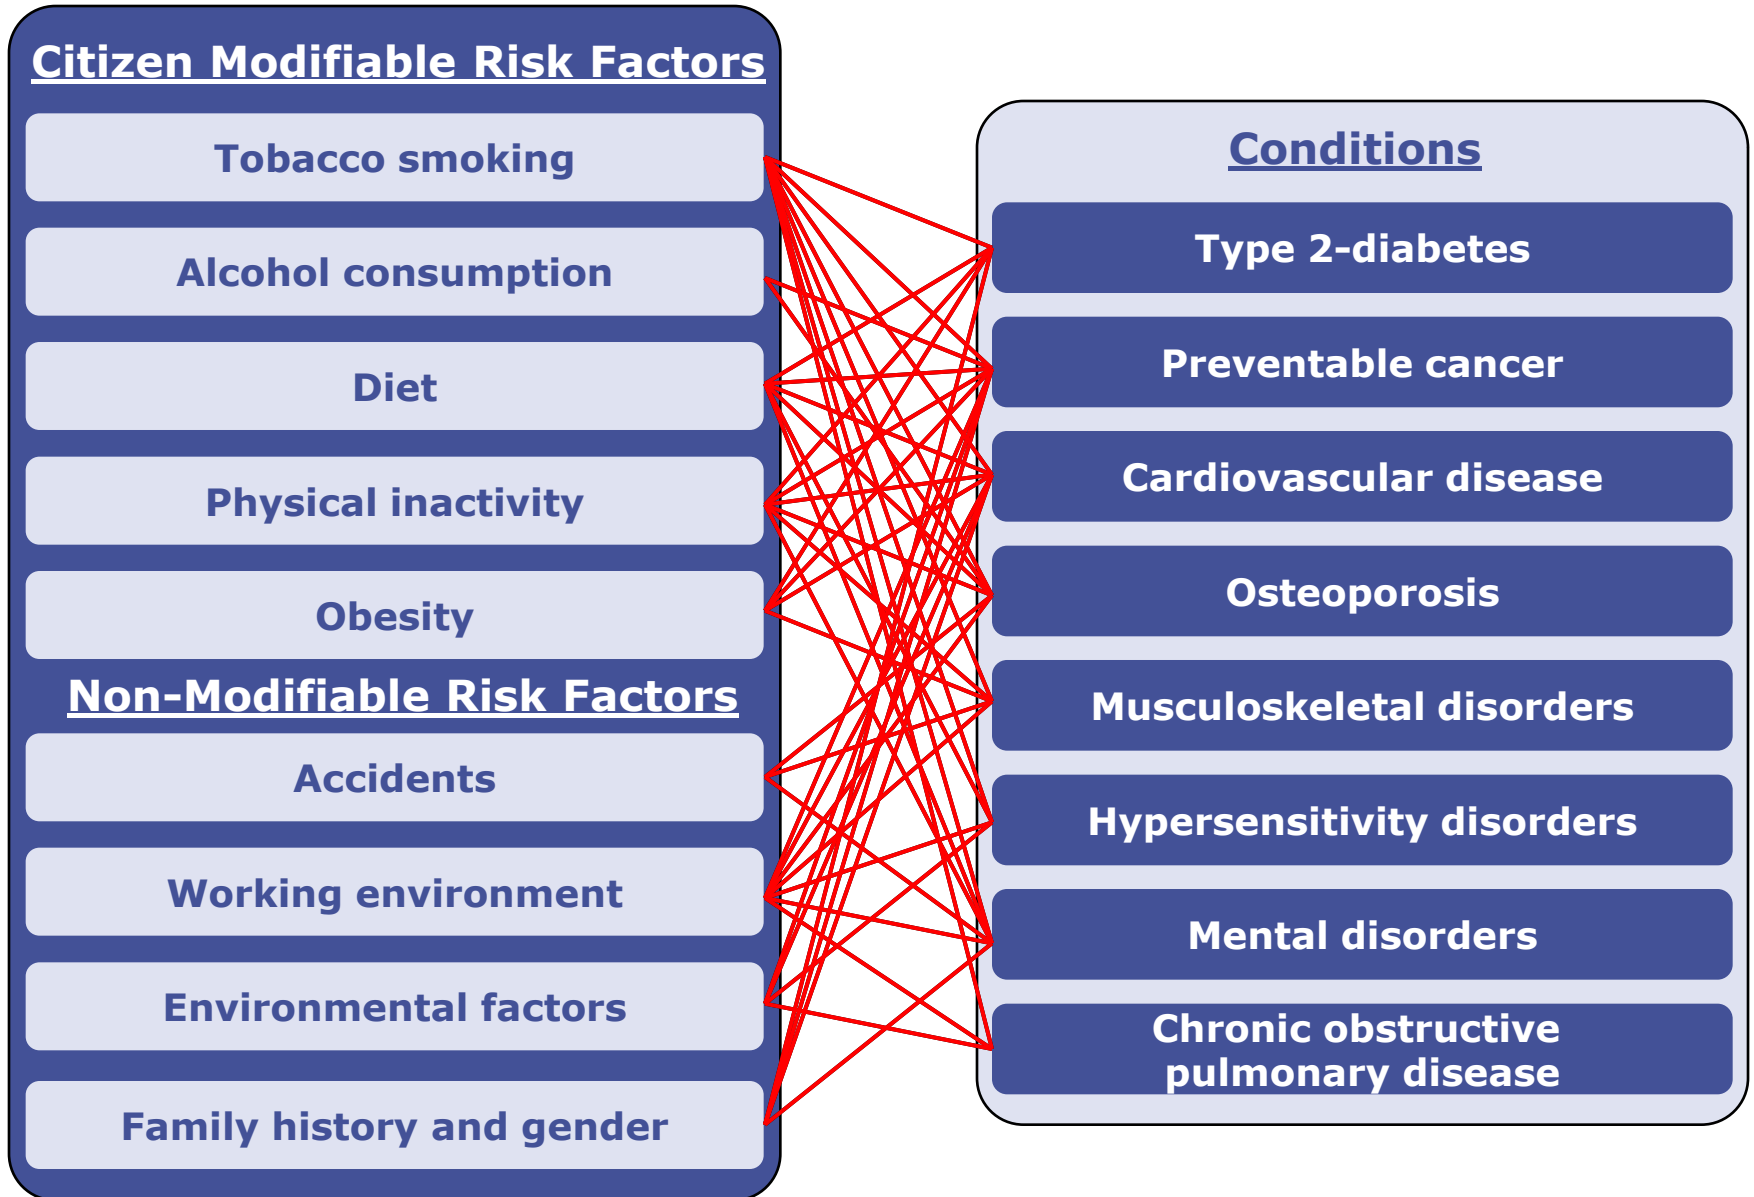 Citizen Modifiable Risk Factors
Tobacco smoking
Alcohol consumption
Diet
Physical inactivity
Obesity
Non-Modifiable Risk Factors
Accidents
Working environment
Environmental factors
Family history and gender
Conditions
Type 2-diabetes
Preventable cancer
Cardiovascular disease
Osteoporosis
Musculoskeletal disorders
Hypersensitivity disorders
Mental disorders
Chronic obstructive
pulmonary disease